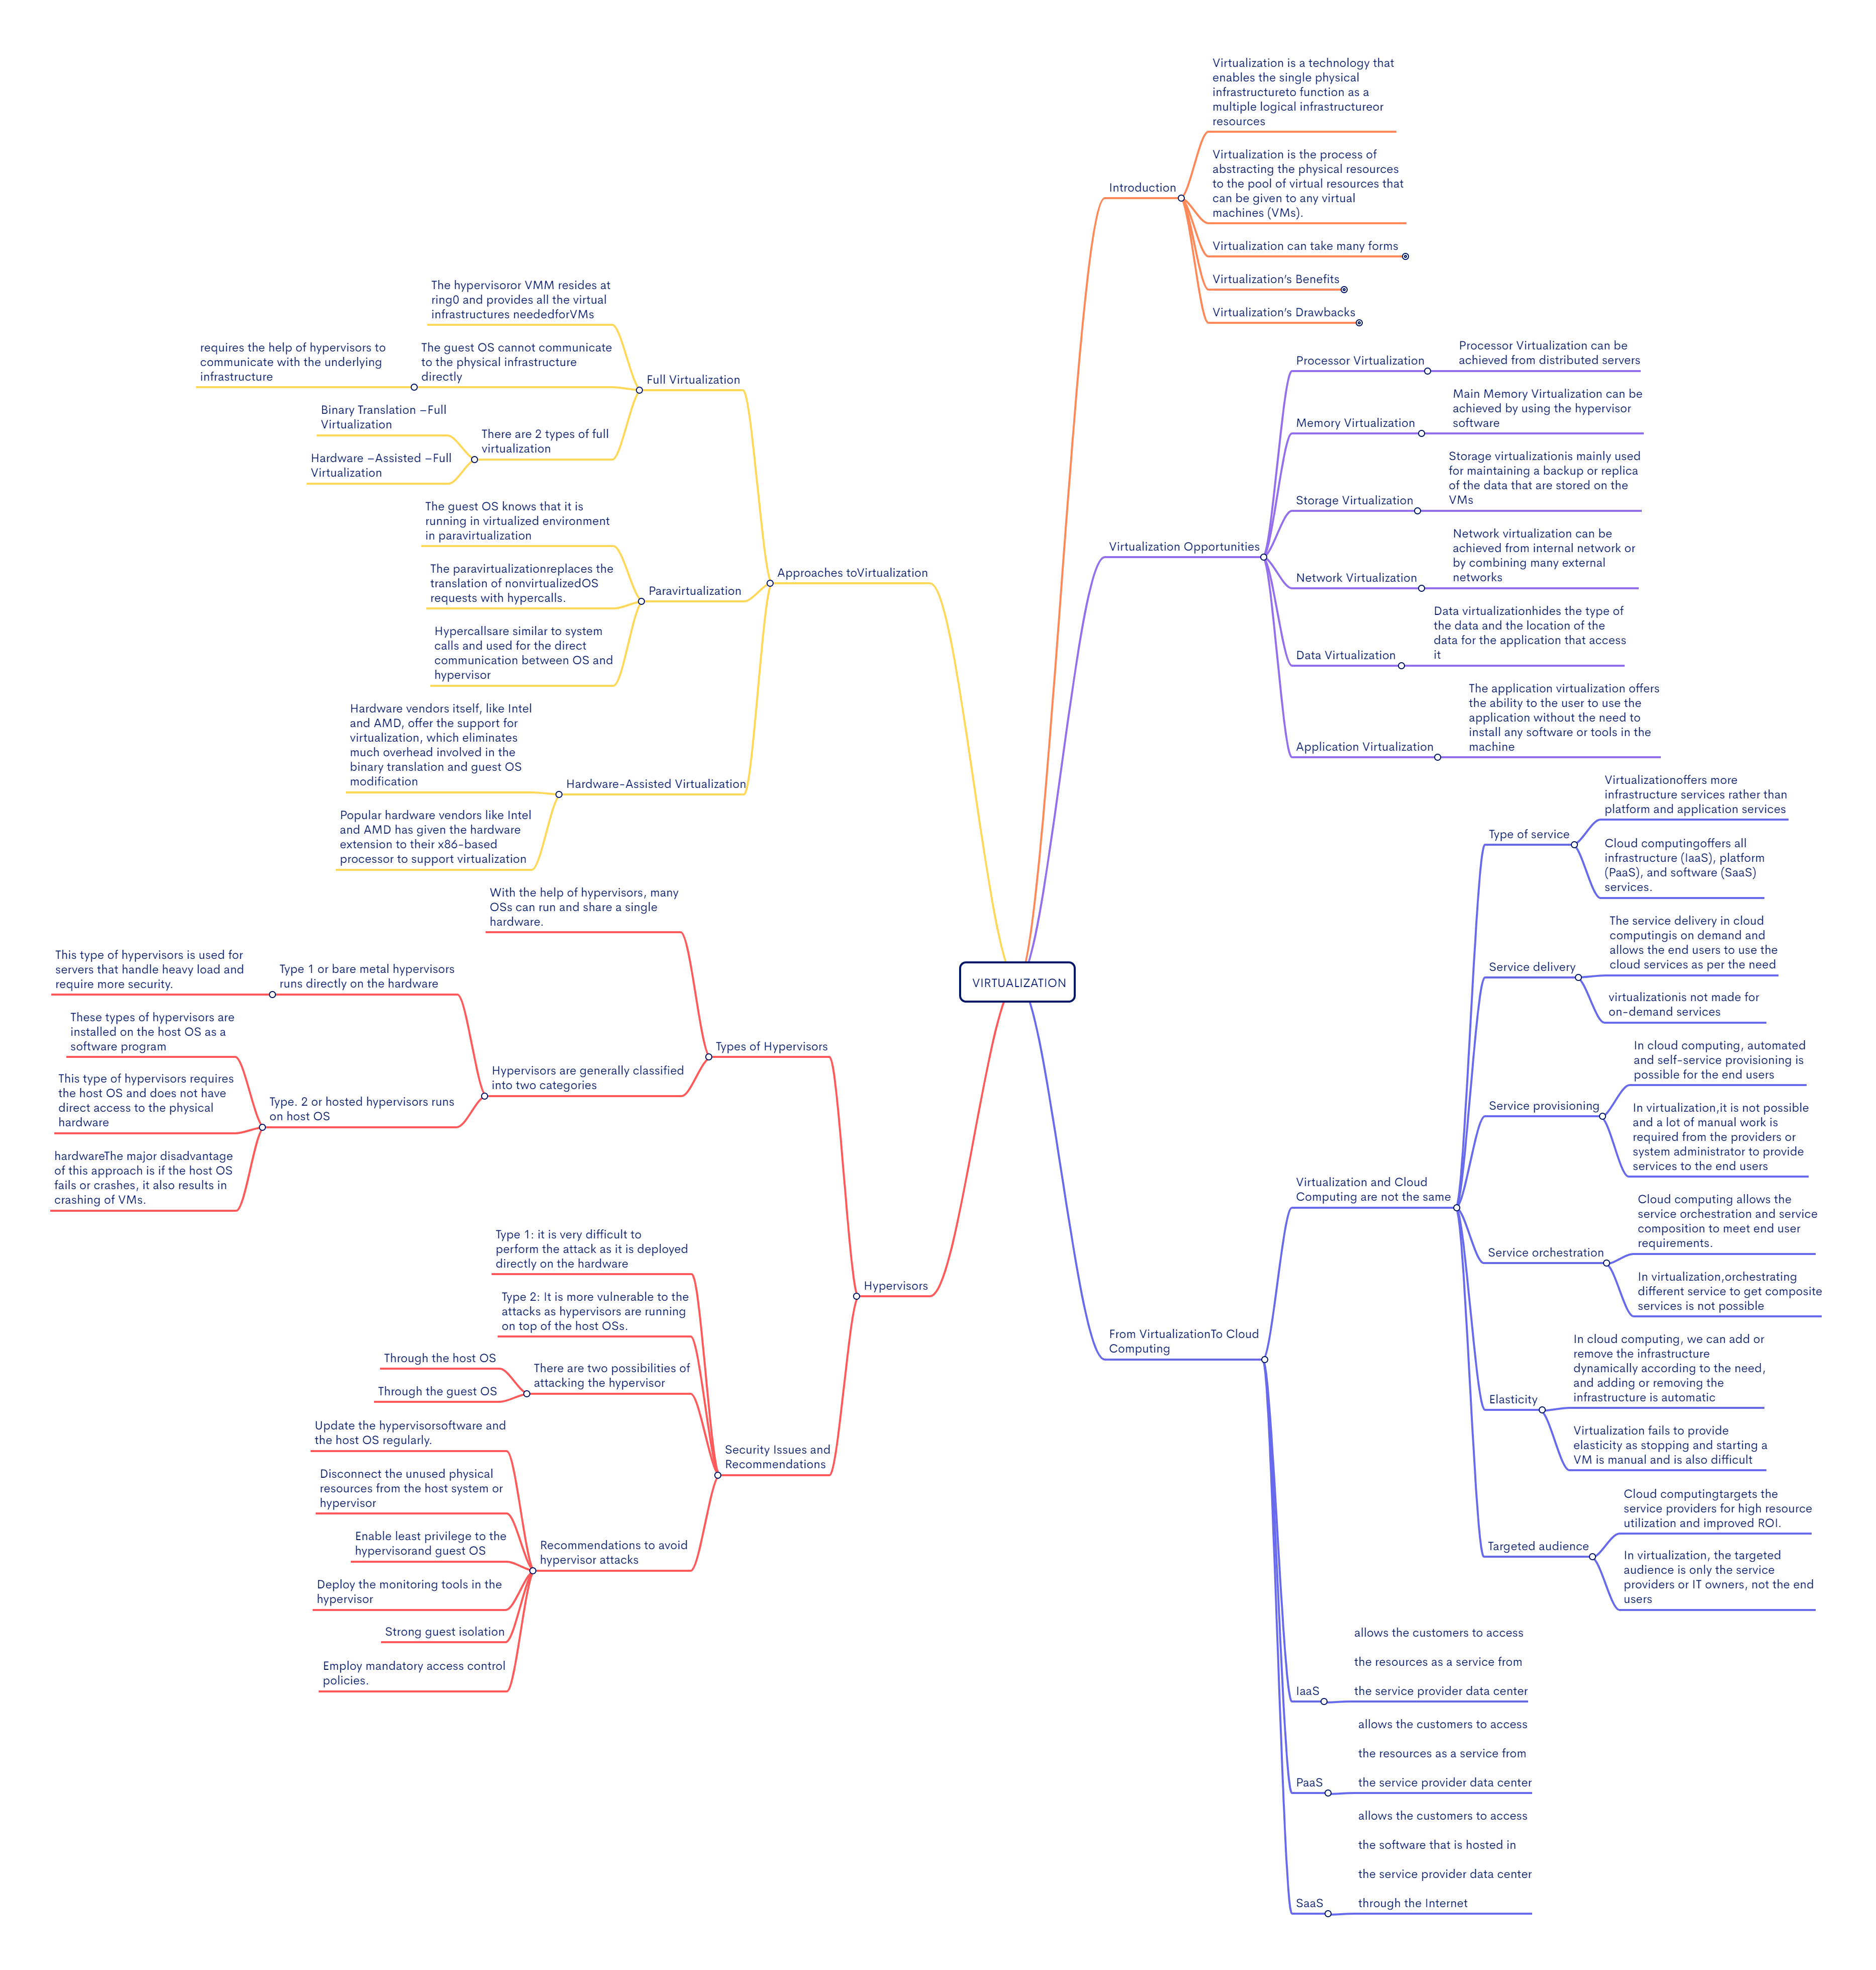 VIRTUALIZATION
Introduction
Virtualization is a technology that
enables the single physical
infrastructureto function as a
multiple logical infrastructureor
resources
Virtualization is the process of
abstracting the physical resources
to the pool of virtual resources that
can be given to any virtual
machines (VMs).
Virtualization can take many forms
Virtualization's Benefits
Virtualization's Drawbacks
Virtualization Opportunities
Processor Virtualization
Processor Virtualization can be
achieved from distributed servers
Memory Virtualization
Main Memory Virtualization can be
achieved by using the hypervisor
software
Storage Virtualization
Storage virtualizationis mainly used
for maintaining a backup or replica
of the data that are stored on the
VMs
Network Virtualization
Network virtualization can be
achieved from internal network or
by combining many external
networks
Data Virtualization
Data virtualizationhides the type of
the data and the location of the
data for the application that access
it
Application Virtualization
The application virtualization offers
the ability to the user to use the
application without the need to
install any software or tools in the
machine
From VirtualizationTo Cloud
Computing
Virtualization and Cloud
Computing are not the same
Type of service
Virtualizationoffers more
infrastructure services rather than
platform and application services
Cloud computingoffers all
infrastructure (IaaS), platform
(PaaS), and software (SaaS)
services.
Service delivery
The service delivery in cloud
computingis on demand and
allows the end users to use the
cloud services as per the need
virtualizationis not made for
on-demand services
Service provisioning
In cloud computing, automated
and self-service provisioning is
possible for the end users
In virtualization,it is not possible
and a lot of manual work is
required from the providers or
system administrator to provide
services to the end users
Service orchestration
Cloud computing allows the
service orchestration and service
composition to meet end user
requirements.
In virtualization,orchestrating
different service to get composite
services is not possible
Elasticity
In cloud computing, we can add or
remove the infrastructure
dynamically according to the need,
and adding or removing the
infrastructure is automatic
Virtualization fails to provide
elasticity as stopping and starting a
VM is manual and is also difficult
Targeted audience
Cloud computingtargets the
service providers for high resource
utilization and improved ROI.
In virtualization, the targeted
audience is only the service
providers or IT owners, not the end
users
IaaS
allows the customers to access
the resources as a service from
the service provider data center
PaaS
allows the customers to access
the resources as a service from
the service provider data center
SaaS
allows the customers to access
the software that is hosted in
the service provider data center
through the Internet
Approaches toVirtualization
Full Virtualization
The hypervisoror VMM resides at
ring0 and provides all the virtual
infrastructures neededforVMs
The guest OS cannot communicate
to the physical infrastructure
directly
requires the help of hypervisors to
communicate with the underlying
infrastructure
There are 2 types of full
virtualization
Binary Translation –Full
Virtualization
Hardware –Assisted –Full
Virtualization
Paravirtualization
The guest OS knows that it is
running in virtualized environment
in paravirtualization
The paravirtualizationreplaces the
translation of nonvirtualizedOS
requests with hypercalls.
Hypercallsare similar to system
calls and used for the direct
communication between OS and
hypervisor
Hardware-Assisted Virtualization
Hardware vendors itself, like Intel
and AMD, offer the support for
virtualization, which eliminates
much overhead involved in the
binary translation and guest OS
modification
Popular hardware vendors like Intel
and AMD has given the hardware
extension to their x86-based
processor to support virtualization
Hypervisors
Types of Hypervisors
With the help of hypervisors, many
OSs can run and share a single
hardware.
Hypervisors are generally classified
into two categories
Type 1 or bare metal hypervisors
runs directly on the hardware
This type of hypervisors is used for
servers that handle heavy load and
require more security.
Type. 2 or hosted hypervisors runs
on host OS
These types of hypervisors are
installed on the host OS as a
software program
This type of hypervisors requires
the host OS and does not have
direct access to the physical
hardware
hardwareThe major disadvantage
of this approach is if the host OS
fails or crashes, it also results in
crashing of VMs.
Security Issues and
Recommendations
Type 1: it is very difficult to
perform the attack as it is deployed
directly on the hardware
Type 2: It is more vulnerable to the
attacks as hypervisors are running
on top of the host OSs.
There are two possibilities of
attacking the hypervisor
Through the host OS
Through the guest OS
Recommendations to avoid
hypervisor attacks
Update the hypervisorsoftware and
the host OS regularly.
Disconnect the unused physical
resources from the host system or
hypervisor
Enable least privilege to the
hypervisorand guest OS
Deploy the monitoring tools in the
hypervisor
Strong guest isolation
Employ mandatory access control
policies.